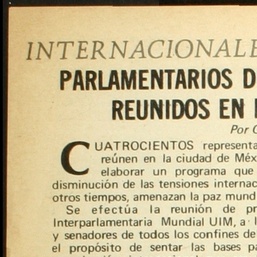 INTERNACIONALE
PARLAMENTARIOS D
REUNIDOS EN
Por
CUATROCIENTOS representa
reúnen en la ciudad de Méx
elaborar un programa que
disminución de las tensiones internac
otros tiempos, amenazan la paz mund
Se efectúa la reunión de pr
Interparlamentaria Mundial UIM, a
y senadores de todos los confines de
el propósito de sentar las bases pa